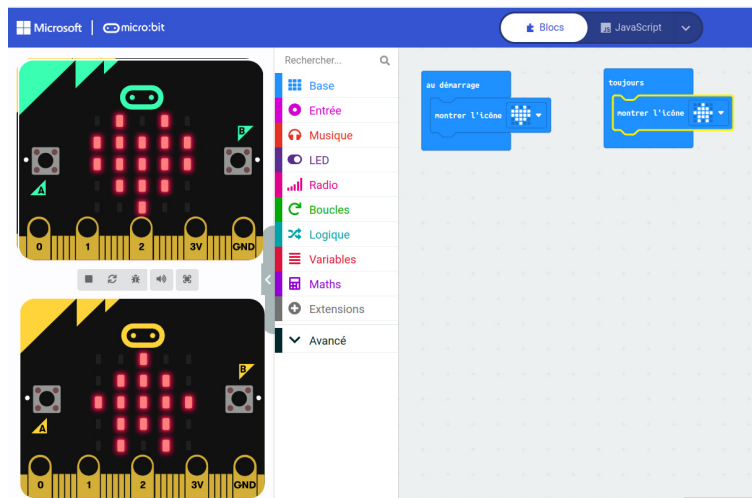 Microsoft micro:bit Blocs JavaScript
Rechercher...
Base
Entrée
Musique
LED
Radio
Boucles
Logique
Variables
Maths
Extensions
Avancé
au démarrage
montrer l'icône
toujours
montrer l'icône
B
A
0 1 2 3V GND
B
A
0 1 2 3V GND